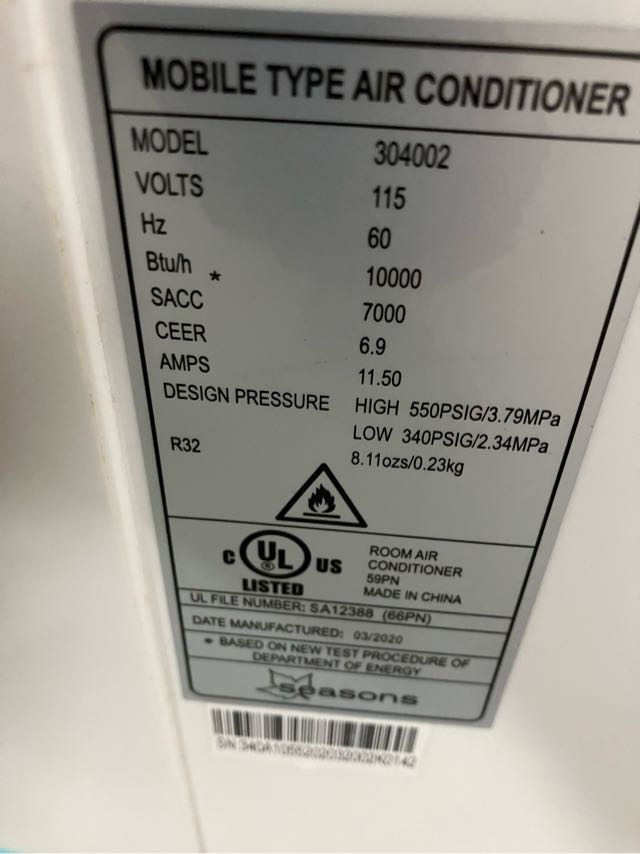 MOBILE TYPE AIR CONDITIONER
MODEL 304002
VOLTS 115
Hz 60
Btu/h * 10000
SACC 7000
CEER 6.9
AMPS 11.50
DESIGN PRESSURE HIGH 550PSIG/3.79MPa
LOW 340PSIG/2.34MPa
R32 8.11ozs/0.23kg
C UL ® US
LISTED
ROOM AIR
CONDITIONER
59PN
MADE IN CHINA
UL FILE NUMBER: SA12388 (66PN)
DATE MANUFACTURED: 03/2020
* BASED ON NEW TEST PROCEDURE OF
DEPARTMENT OF ENERGY
seasons